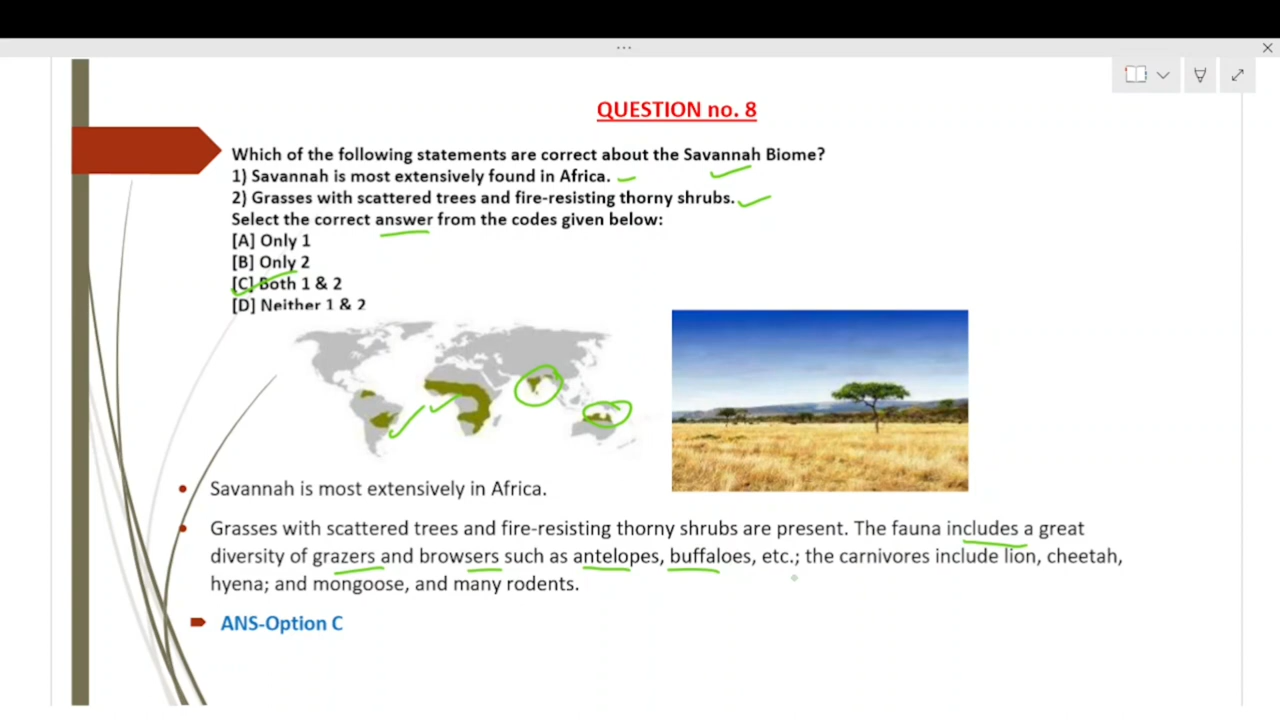 QUESTION no. 8
Which of the following statements are correct about the Savannah Biome?
1) Savannah is most extensively found in Africa.
2) Grasses with scattered trees and fire-resisting thorny shrubs.
Select the correct answer from the codes given below:
[A] Only 1
[B] Only 2
[C] Both 1 & 2
[D] Neither 1 & 2
Savannah is most extensively in Africa.
Grasses with scattered trees and fire-resisting thorny shrubs are present. The fauna includes a great
diversity of grazers and browsers such as antelopes, buffaloes, etc.; the carnivores include lion, cheetah,
hyena; and mongoose, and many rodents.
ANS-Option C